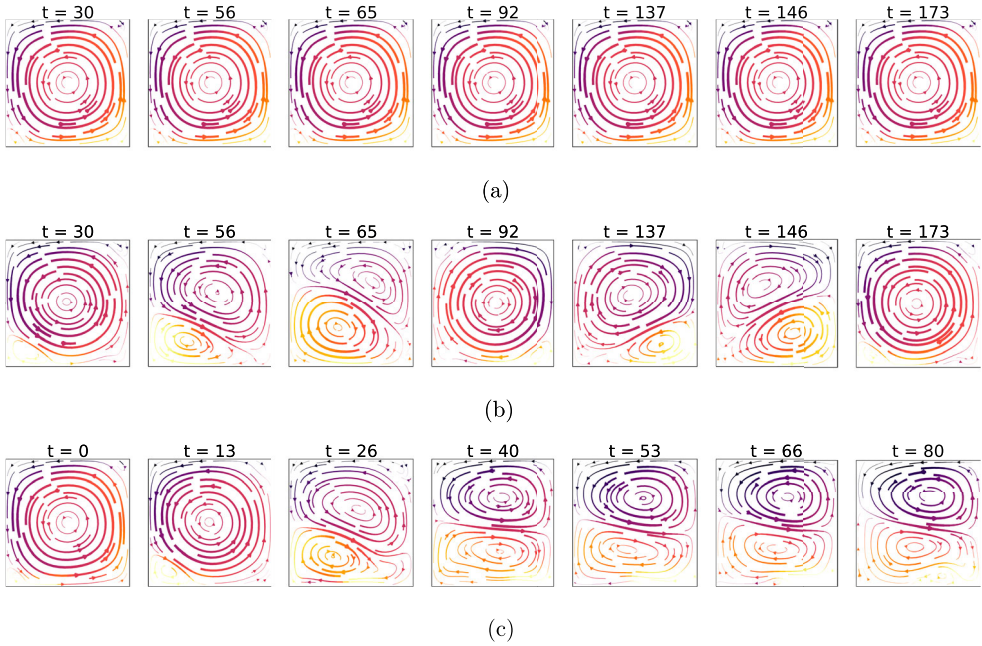 t = 30 t = 56 t = 65 t = 92 t = 137 t = 146 t = 173
(a)
t = 30 t = 56 t = 65 t = 92 t = 137 t = 146 t = 173
(b)
t = 0 t = 13 t = 26 t = 40 t = 53 t = 66 t = 80
(c)